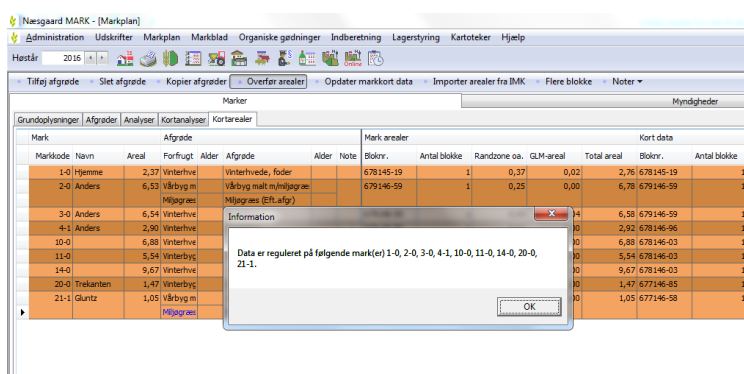 Næsgaard MARK - [Markplan]
Administration Udskrifter Markplan Markblad Organiske gødninger Indberetning Lagerstyring Kartoteker Hjælp
Høstår 2016
Tilføj afgrøde Slet afgrøde Kopier afgrøder Overfør arealer Opdater markkort data Importer arealer fra IMK Flere blokke Noter
Marker Myndigheder
Grundoplysninger Afgrøder Analyser Kortanalyser Kortarealer
Mark Afgrøde Mark arealer Kort data
Markkode Navn Areal Forfrugt Alder Afgrøde Alder Note Bloknr. Antal blokke Randzone oa. GLM-areal Total areal Bloknr. Antal blokke
1-0 Hjemme 2,37 Vinterhve Vinterhvede, foder 678145-19 1 0,37 0,02 2,76 678145-19 1
2-0 Anders 6,53 Vårbyg m Vårbyg malt m/miljøgræs 679146-59 1 0,25 0,00 6,78 679146-59 1
Miljøgræs Miljøgræs (Eft.afgr)
3-0 Anders 6,54 Vinterhve 6,58 679146-59 1
4-1 Anders 2,90 Vinterhve 2,92 678146-96 1
10-0 6,88 Vinterhve 6,88 678146-03 1
11-0 5,54 Vinterbyg 5,54 678146-03 1
14-0 9,67 Vinterhve 9,67 678146-03 1
20-0 Trekanten 1,47 Vinterbyg 1,47 677146-85 1
21-1 Gluntz 1,05 Vårbyg m 1,05 677146-58 1
Miljøgræs
Information
Data er reguleret på følgende mark(er) 1-0, 2-0, 3-0, 4-1, 10-0, 11-0, 14-0, 20-0,
21-1.
OK